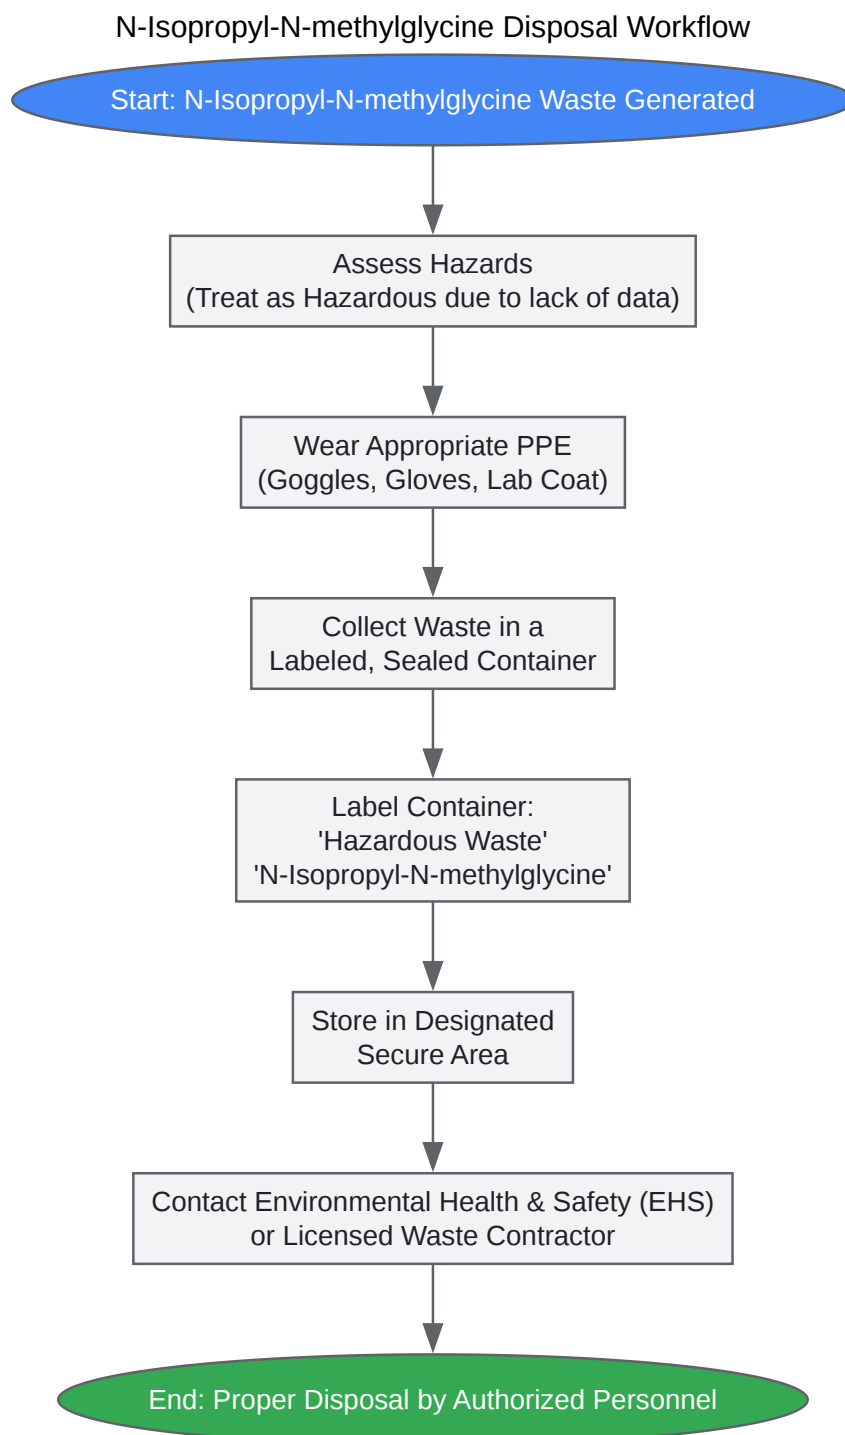 N-Isopropyl-N-methylglycine Disposal Workflow
Start: N-Isopropyl-N-methylglycine Waste Generated
Assess Hazards
(Treat as Hazardous due to lack of data)
Wear Appropriate PPE
(Goggles, Gloves, Lab Coat)
Collect Waste in a
Labeled, Sealed Container
Label Container:
'Hazardous Waste'
'N-Isopropyl-N-methylglycine'
Store in Designated
Secure Area
Contact Environmental Health & Safety (EHS)
or Licensed Waste Contractor
End: Proper Disposal by Authorized Personnel